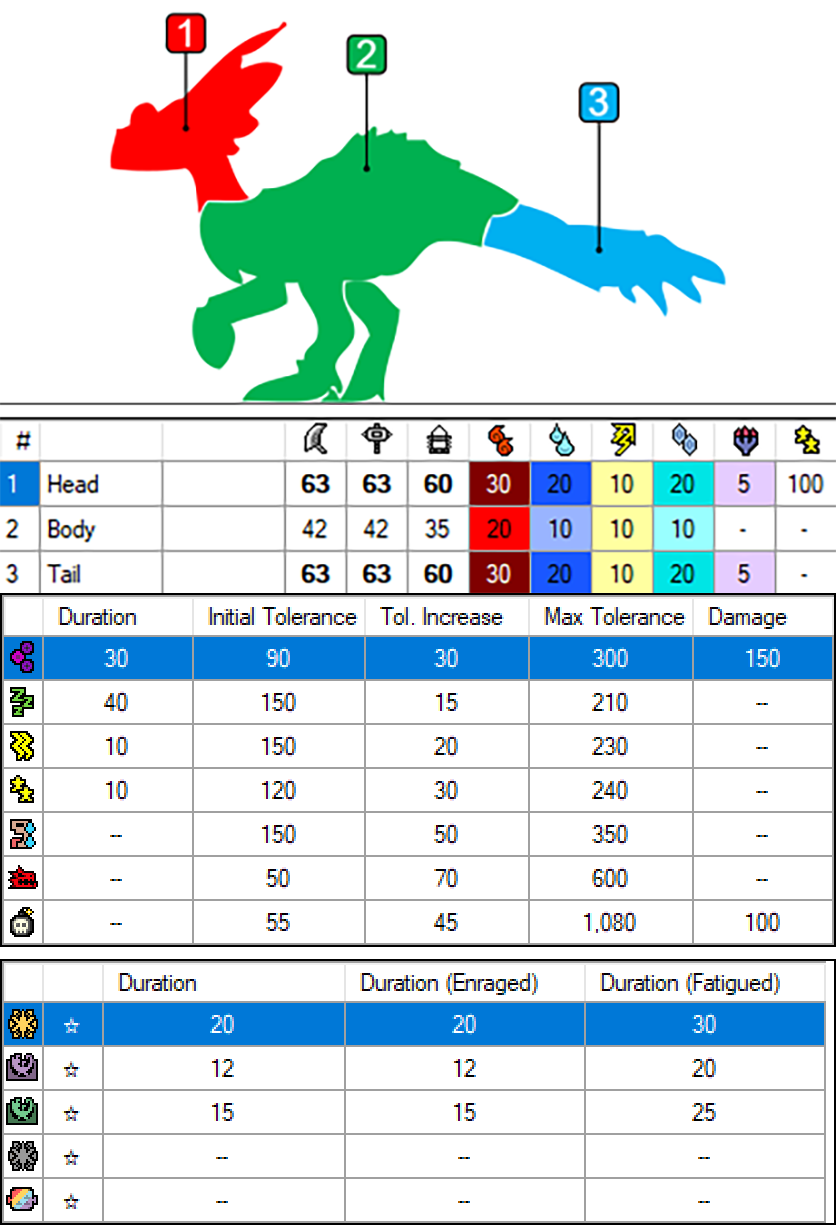 1
2
3
#
1 Head 63 63 60 30 20 10 20 5 100
2 Body 42 42 35 20 10 10 10 - -
3 Tail 63 63 60 30 20 10 20 5 -
Duration Initial Tolerance Tol. Increase Max Tolerance Damage
30 90 30 300 150
40 150 15 210 --
10 150 20 230 --
10 120 30 240 --
-- 150 50 350 --
-- 50 70 600 --
-- 55 45 1,080 100
Duration Duration (Enraged) Duration (Fatigued)
☆ 20 20 30
☆ 12 12 20
☆ 15 15 25
☆ -- -- --
☆ -- -- --